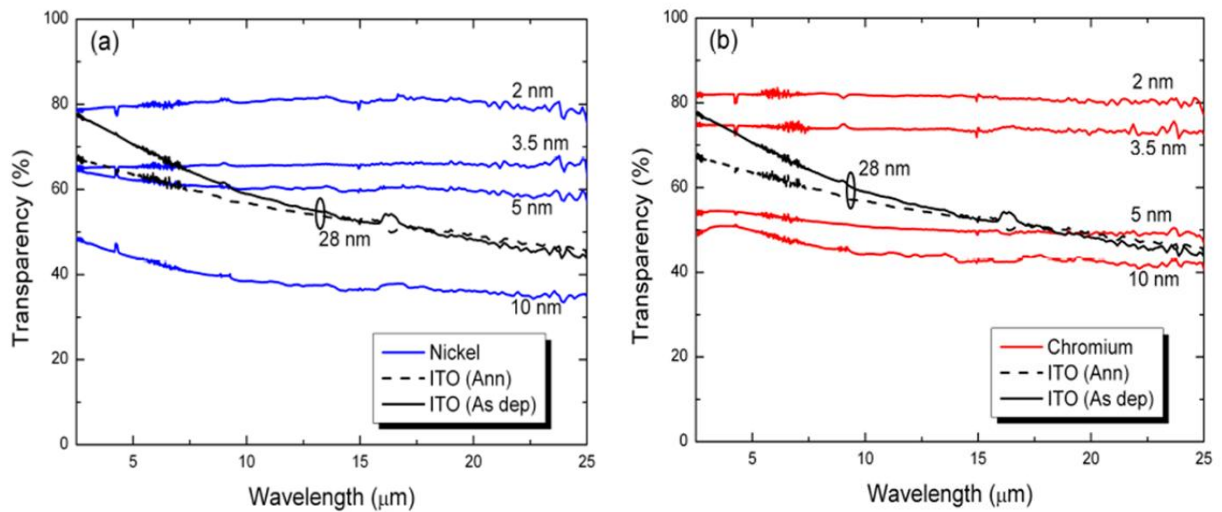 (a)
100
80
60
40
20
0
Transparency (%)
2 nm
3.5 nm
5 nm
28 nm
10 nm
Nickel
ITO (Ann)
ITO (As dep)
5 10 15 20 25
Wavelength (μm)
(b)
100
80
60
40
20
0
Transparency (%)
2 nm
3.5 nm
28 nm
5 nm
10 nm
Chromium
ITO (Ann)
ITO (As dep)
5 10 15 20 25
Wavelength (μm)